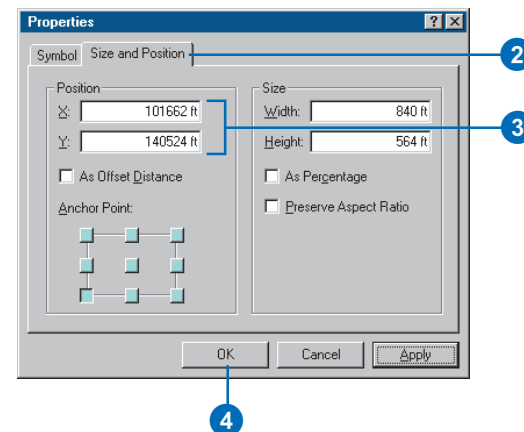 Properties
? ×
Symbol Size and Position
2
Position
X: 101662 ft
Y: 140524 ft
3
As Offset Distance
Anchor Point:
Size
Width: 840 ft
Height: 564 ft
As Percentage
Preserve Aspect Ratio
OK Cancel Apply
4